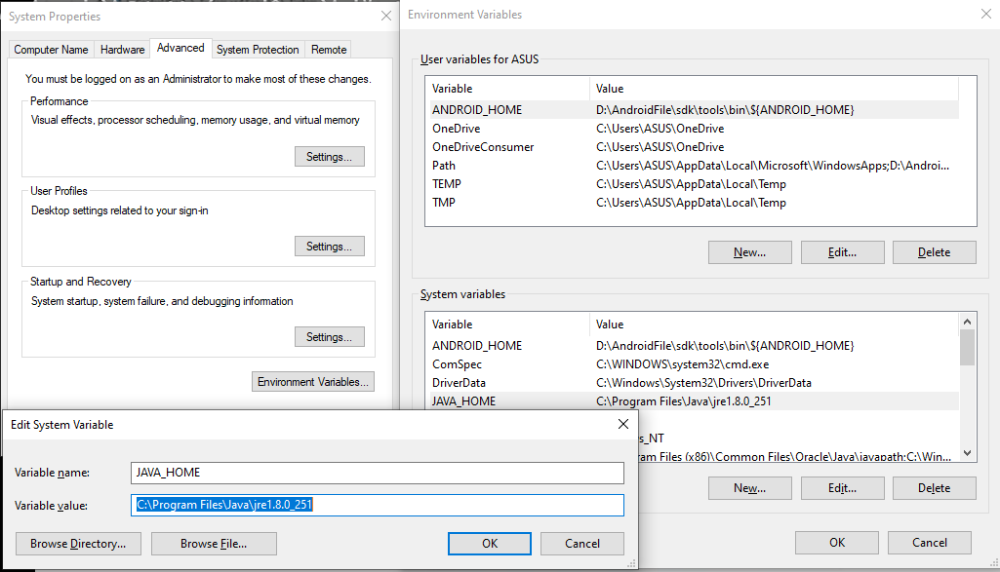 System Properties
Computer Name Hardware Advanced System Protection Remote
You must be logged on as an Administrator to make most of these changes.
Performance
Visual effects, processor scheduling, memory usage, and virtual memory
Settings...
User Profiles
Desktop settings related to your sign-in
Settings...
Startup and Recovery
System startup, system failure, and debugging information
Settings...
Environment Variables...
Environment Variables
User variables for ASUS
Variable Value
ANDROID_HOME D:\AndroidFile\sdk\tools\bin\${ANDROID_HOME}
OneDrive C:\Users\ASUS\OneDrive
OneDriveConsumer C:\Users\ASUS\OneDrive
Path C:\Users\ASUS\AppData\Local\Microsoft\WindowsApps;D:\Androi...
TEMP C:\Users\ASUS\AppData\Local\Temp
TMP C:\Users\ASUS\AppData\Local\Temp
New... Edit... Delete
System variables
Variable Value
ANDROID_HOME D:\AndroidFile\sdk\tools\bin\${ANDROID_HOME}
ComSpec C:\WINDOWS\system32\cmd.exe
DriverData C:\Windows\System32\Drivers\DriverData
JAVA_HOME C:\Program Files\Java\jre1.8.0_251
s_NT
ram Files (x86)\Common Files\Oracle\Java\javapath;C:\Win...
New... Edit... Delete
OK Cancel
Edit System Variable
Variable name: JAVA_HOME
Variable value: C:\Program Files\Java\jre1.8.0_251
Browse Directory... Browse File... OK Cancel